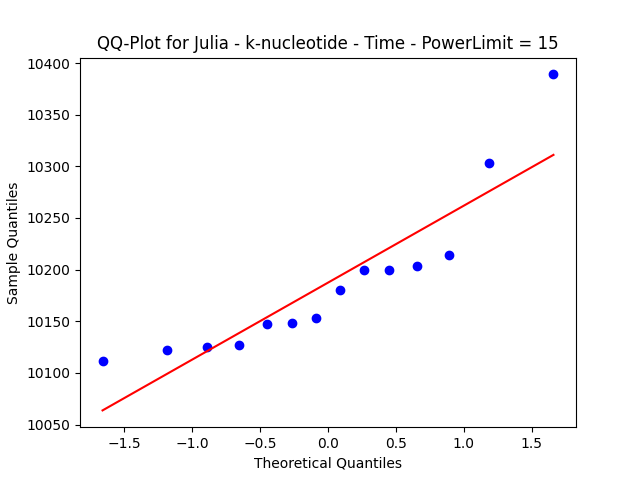 QQ-Plot for Julia - k-nucleotide - Time - PowerLimit = 15
10400
10350
10300
10250
10200
10150
10100
10050
Sample Quantiles
−1.5 −1.0 −0.5 0.0 0.5 1.0 1.5
Theoretical Quantiles